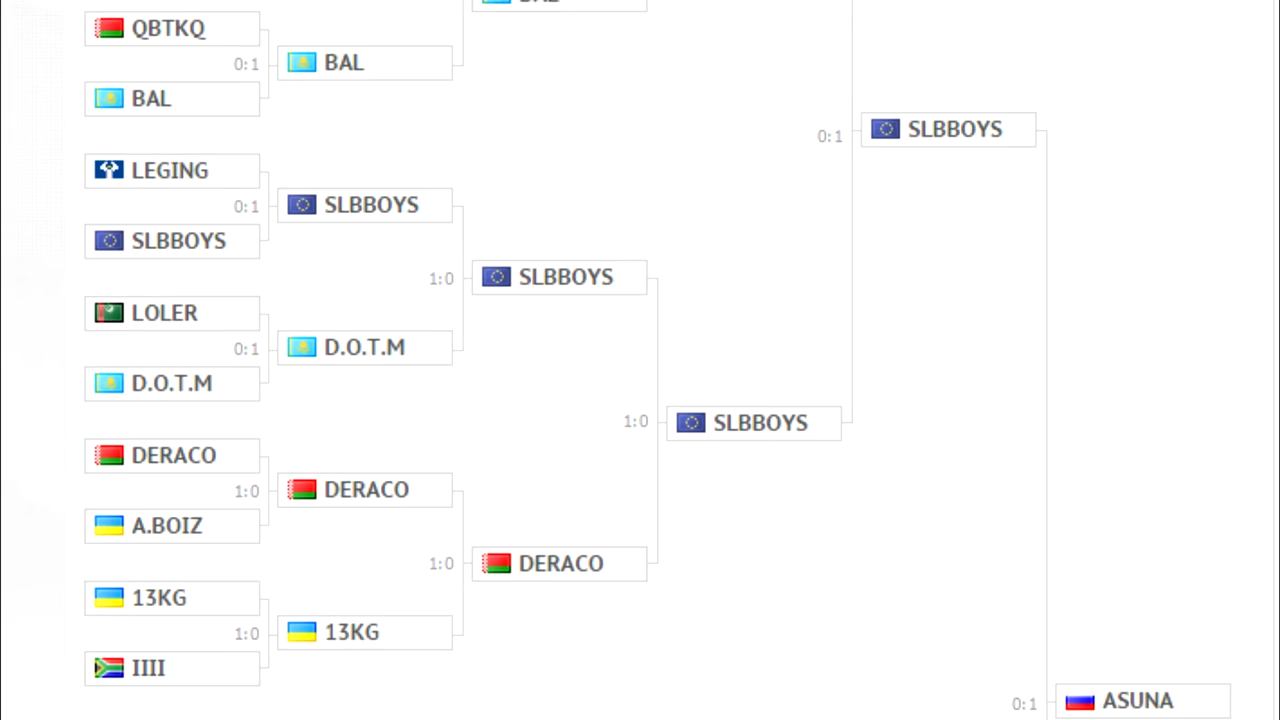 BAL
QBTKQ
0:1
BAL
BAL
LEGING
0:1
SLBBOYS
SLBBOYS
LOLER
0:1
D.O.T.M
D.O.T.M
1:0
SLBBOYS
DERACO
1:0
A.BOIZ
DERACO
13KG
1:0
IIII
13KG
1:0
DERACO
1:0
SLBBOYS
0:1
SLBBOYS
0:1
ASUNA